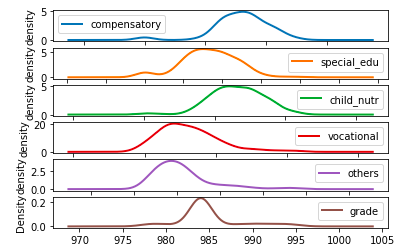 5
0
density
compensatory
5
0
density
special_edu
5
0
density
child_nutr
20
0
density
vocational
2.5
0.0
density
others
0.2
0.0
Density
grade
970 975 980 985 990 995 1000 1005